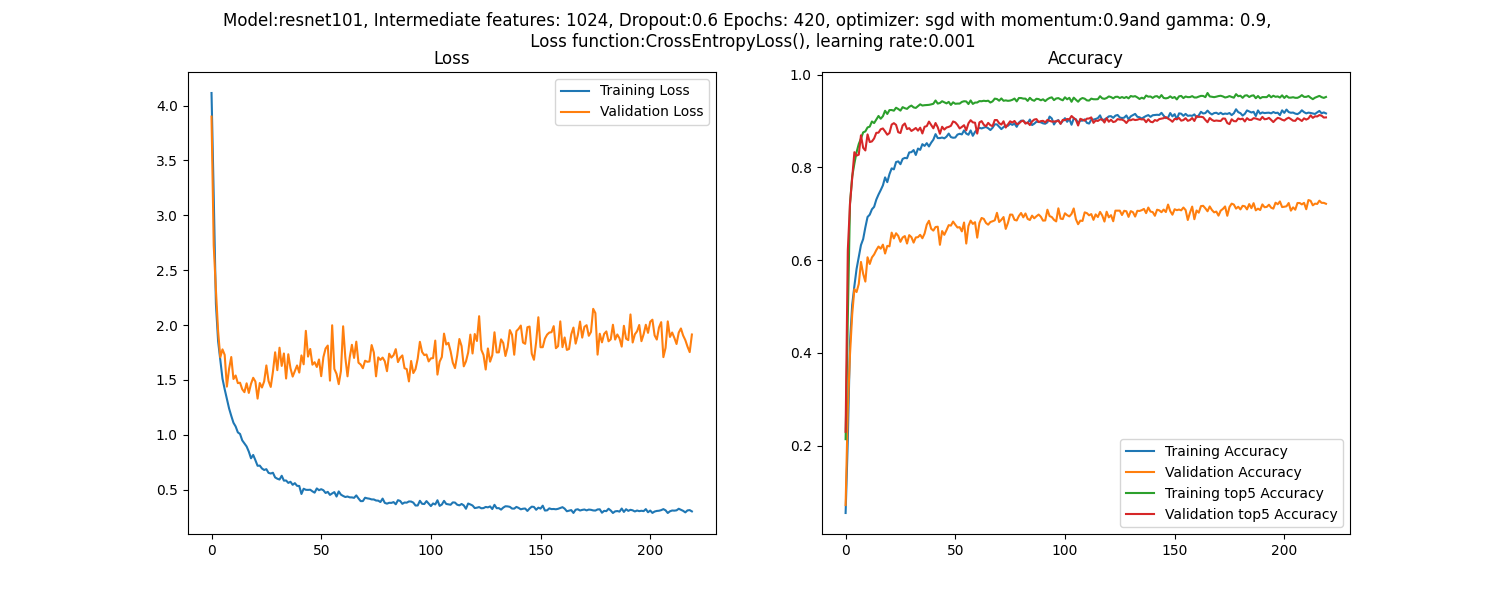 Model:resnet101, Intermediate features: 1024, Dropout:0.6 Epochs: 420, optimizer: sgd with momentum:0.9and gamma: 0.9,
Loss function:CrossEntropyLoss(), learning rate:0.001
Loss
Training Loss
Validation Loss
4.0
3.5
3.0
2.5
2.0
1.5
1.0
0.5
0
50
100
150
200
Accuracy
1.0
0.8
0.6
0.4
0.2
Training Accuracy
Validation Accuracy
Training top5 Accuracy
Validation top5 Accuracy
0
50
100
150
200